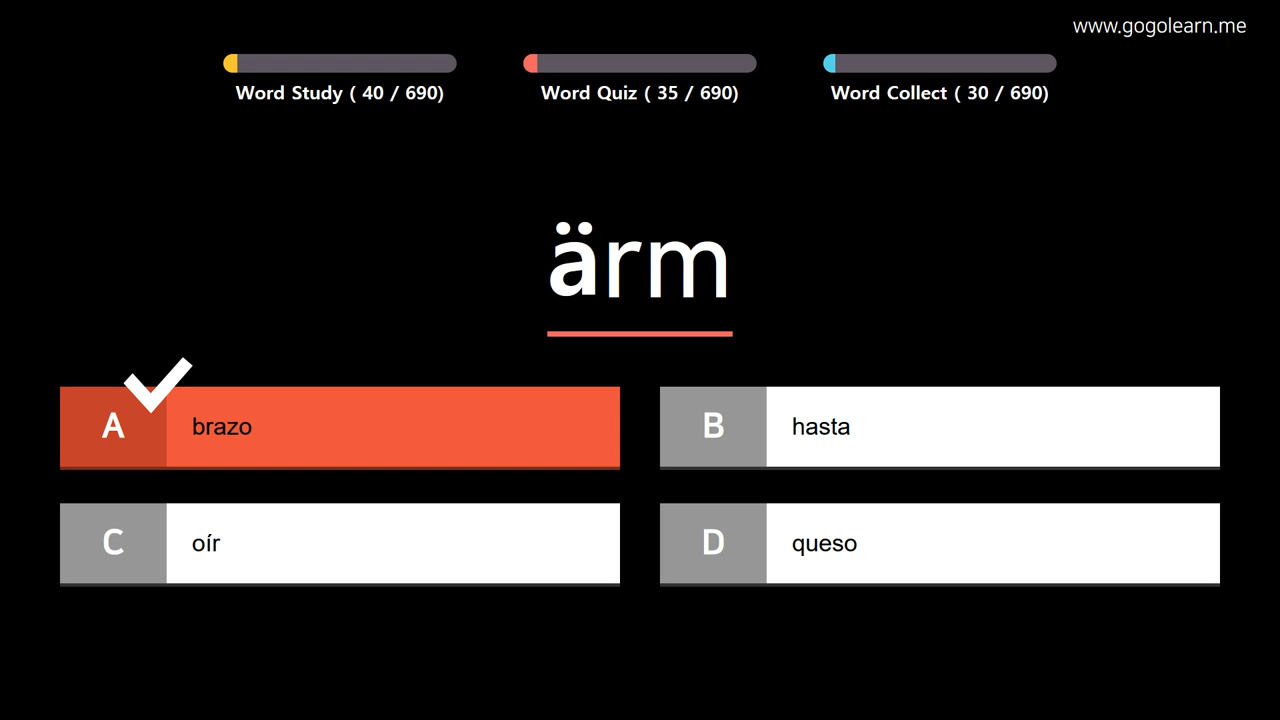 www.gogolearn.me
Word Study ( 40 / 690)
Word Quiz ( 35 / 690)
Word Collect ( 30 / 690)
ärm
A brazo
B hasta
C oír
D queso